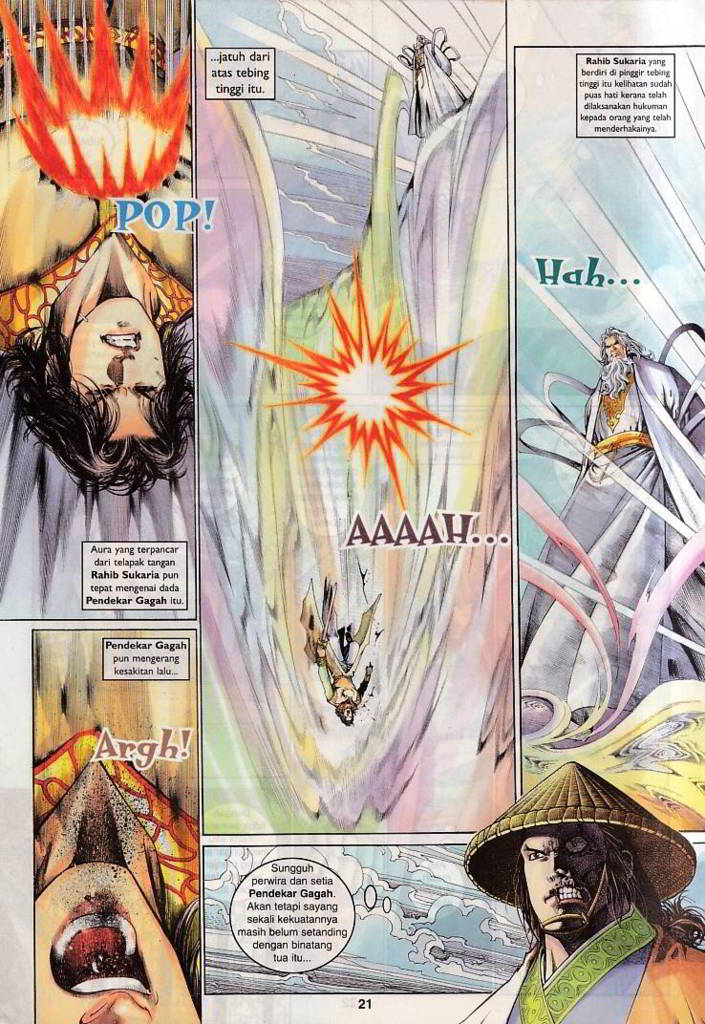 POP!
Aura yang terpancar
dari telapak tangan
Rahib Sukaria pun
tepat mengenai dada
Pendekar Gagah itu.
Pendekar Gagah
pun mengerang
kesakitan lalu...
Argh!
...jatuh dari
atas tebing
tinggi itu.
AAAAH...
Rahib Sukaria yang
berdiri di pinggir tebing
tinggi itu kelihatan sudah
puas hati kerana telah
dilaksanakan hukuman
kepada orang yang telah
menderhakainya.
Hah...
Sungguh
perwira dan setia
Pendekar Gagah.
Akan tetapi sayang
sekali kekuatannya
masih belum setanding
dengan binatang
tua itu...
21